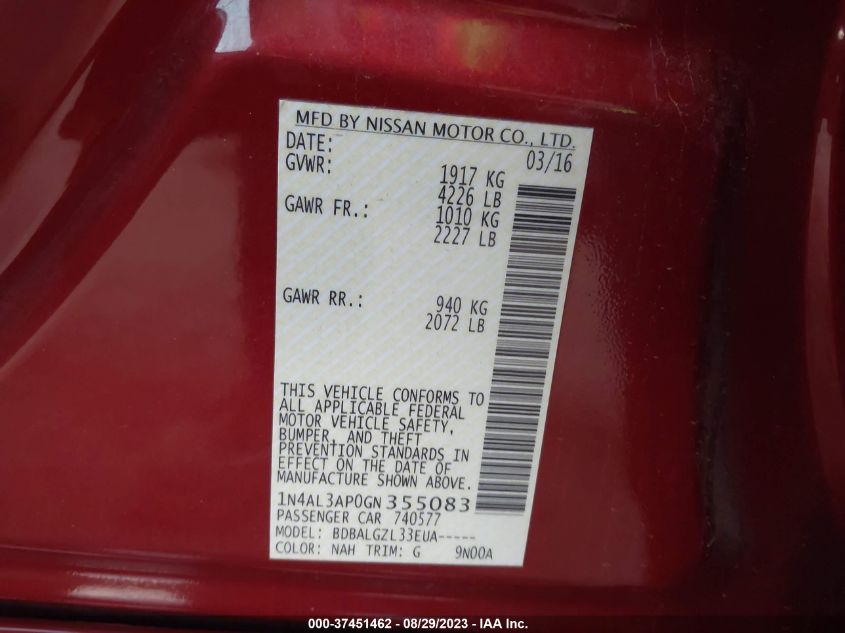 MFD BY NISSAN MOTOR CO., LTD.
DATE: 03/16
GVWR: 1917 KG
4226 LB
GAWR FR.: 1010 KG
2227 LB
GAWR RR.: 940 KG
2072 LB
THIS VEHICLE CONFORMS TO
ALL APPLICABLE FEDERAL
MOTOR VEHICLE SAFETY,
BUMPER, AND THEFT
PREVENTION STANDARDS IN
EFFECT ON THE DATE OF
MANUFACTURE SHOWN ABOVE.
1N4AL3AP0GN355083
PASSENGER CAR 740577
MODEL: BDBALGZL33EUA-----
COLOR: NAH TRIM: G 9N00A
000-37451462 - 08/29/2023 - IAA Inc.